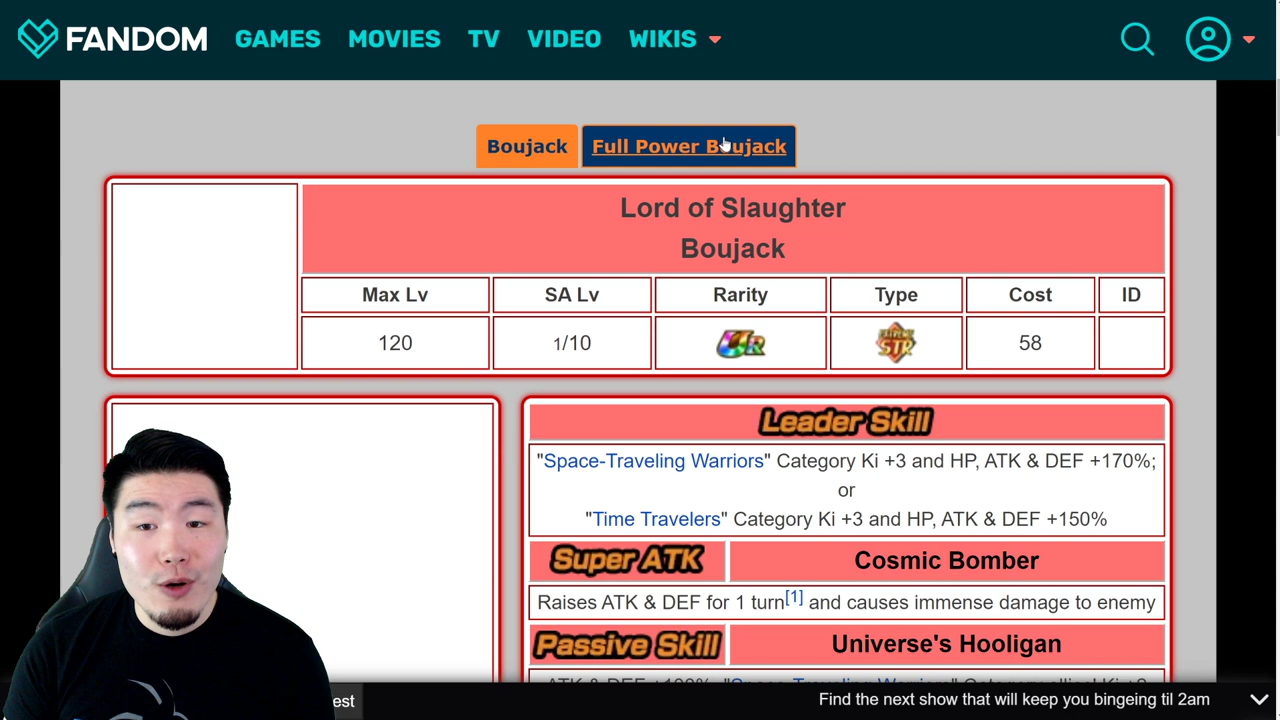 FANDOM GAMES MOVIES TV VIDEO WIKIS
Boujack Full Power Boujack
Lord of Slaughter
Boujack
Max Lv SA Lv Rarity Type Cost ID
120 1/10 UR EXTREME STR 58
Leader Skill
"Space-Traveling Warriors" Category Ki +3 and HP, ATK & DEF +170%;
or
"Time Travelers" Category Ki +3 and HP, ATK & DEF +150%
Super ATK Cosmic Bomber
Raises ATK & DEF for 1 turn[1] and causes immense damage to enemy
Passive Skill Universe's Hooligan
est Find the next show that will keep you bingeing til 2am